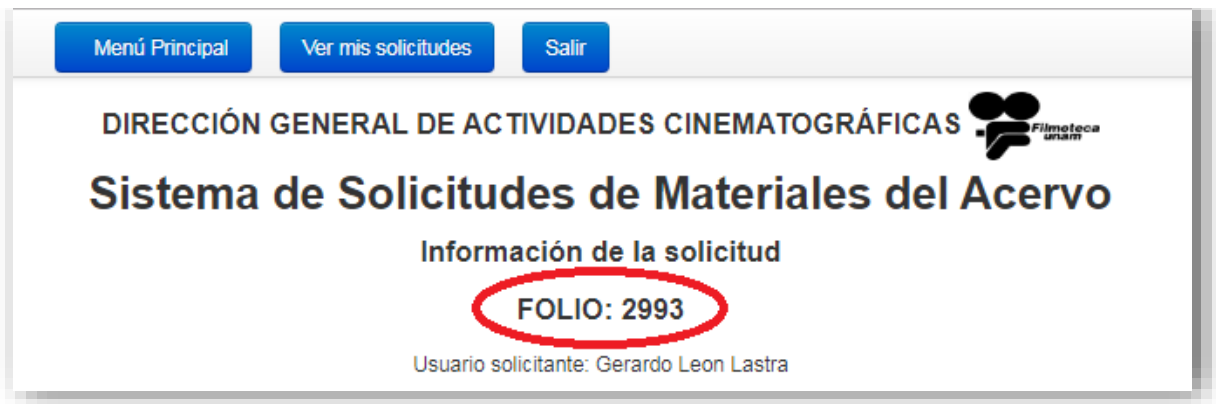 Menú Principal Ver mis solicitudes Salir
DIRECCIÓN GENERAL DE ACTIVIDADES CINEMATOGRÁFICAS
Filmoteca
unam
Sistema de Solicitudes de Materiales del Acervo
Información de la solicitud
FOLIO: 2993
Usuario solicitante: Gerardo Leon Lastra